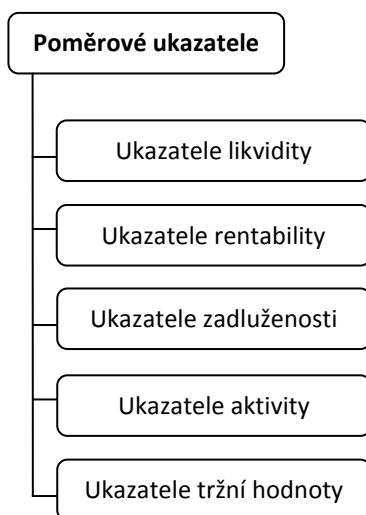 Poměrové ukazatele
Ukazatele likvidity
Ukazatele rentability
Ukazatele zadluženosti
Ukazatele aktivity
Ukazatele tržní hodnoty